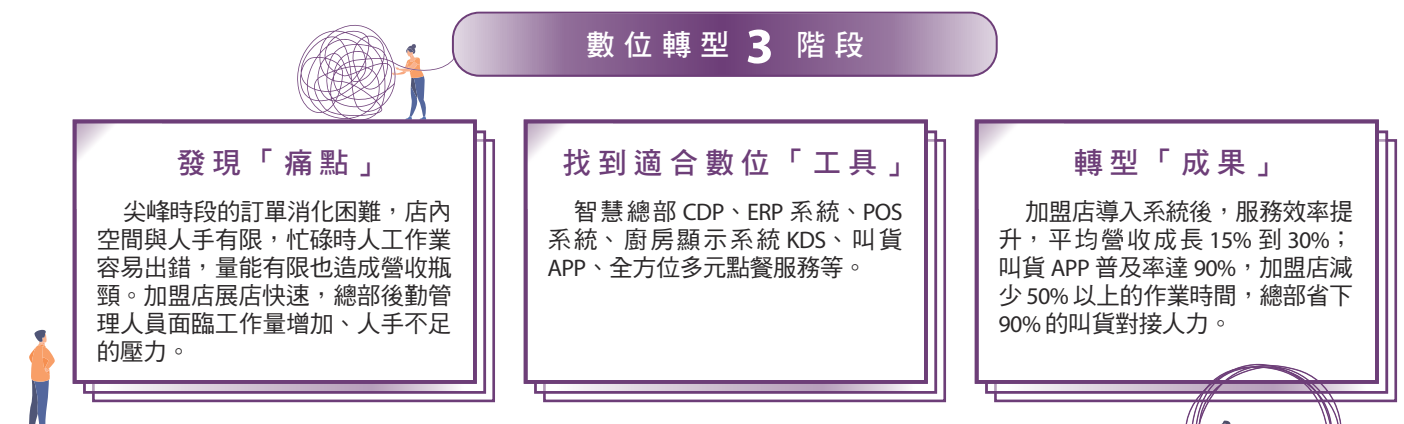 數位轉型 3 階段
發現「痛點」
尖峰時段的訂單消化困難，店內
空間與人手有限，忙碌時人工作業
容易出錯，量能有限也造成營收瓶
頸。加盟店展店快速，總部後勤管
理人員面臨工作量增加、人手不足
的壓力。
找到適合數位「工具」
智慧總部 CDP、ERP 系統、POS
系統、廚房顯示系統 KDS、叫貨
APP、全方位多元點餐服務等。
轉型「成果」
加盟店導入系統後，服務效率提
升，平均營收成長 15% 到 30%；
叫貨 APP 普及率達 90%，加盟店減
少 50% 以上的作業時間，總部省下
90% 的叫貨對接人力。